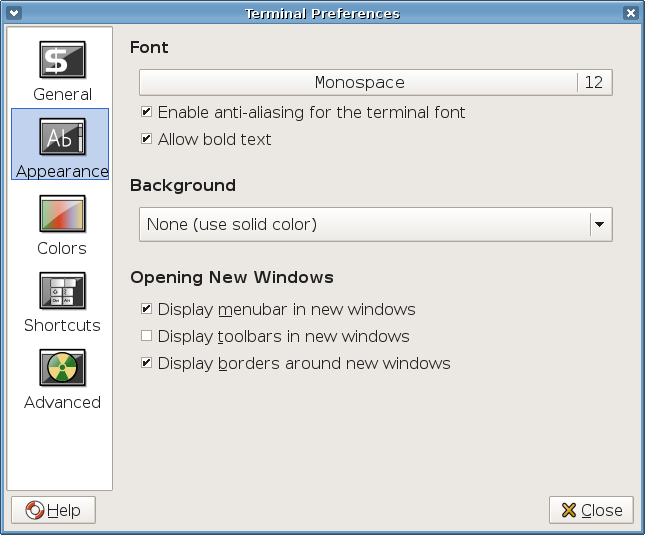 Terminal Preferences
General
Appearance
Colors
Shortcuts
Advanced
Font
Monospace 12
Enable anti-aliasing for the terminal font
Allow bold text
Background
None (use solid color)
Opening New Windows
Display menubar in new windows
Display toolbars in new windows
Display borders around new windows
Help
Close